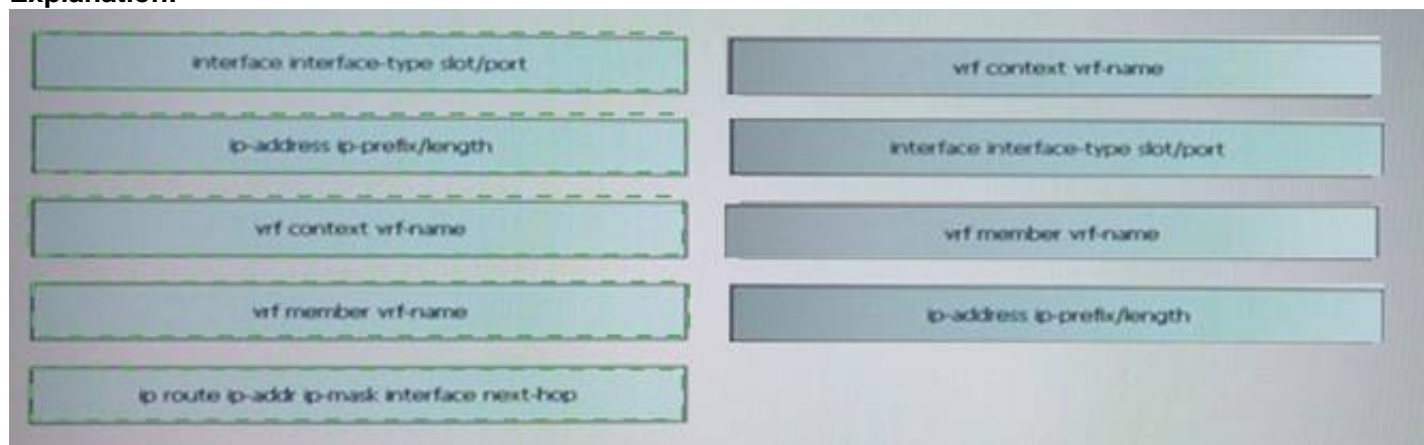 Explanation:
interface interface-type slot/port
vrf context vrf-name
ip-address ip-prefix/length
interface interface-type slot/port
vrf context vrf-name
vrf member vrf-name
vrf member vrf-name
ip-address ip-prefix/length
ip route ip-addr ip-mask interface next-hop